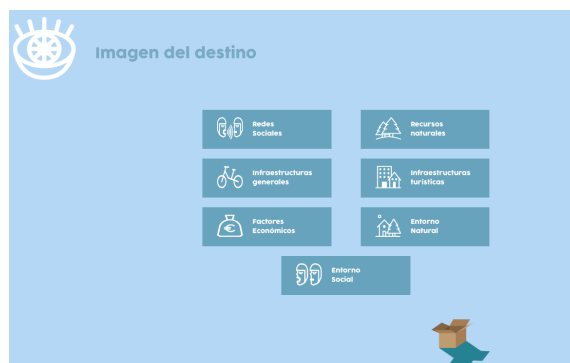 Imagen del destino
Redes
Sociales
Recursos
naturales
Infraestructuras
generales
Infraestructuras
turísticas
Factores
Económicos
Entorno
Natural
Entorno
Social